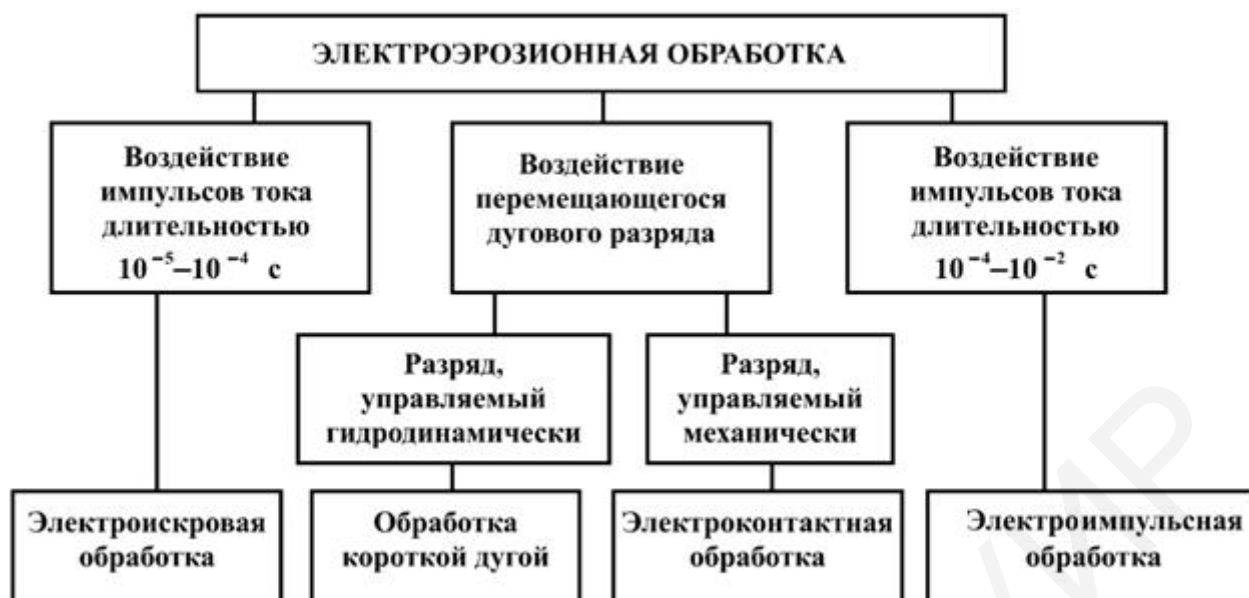 ЭЛЕКТРОЭРОЗИОННАЯ ОБРАБОТКА
Воздействие
импульсов тока
длительностью
10⁻⁵–10⁻⁴ с
Воздействие
перемещающегося
дугового разряда
Воздействие
импульсов тока
длительностью
10⁻⁴–10⁻² с
Разряд,
управляемый
гидродинамически
Разряд,
управляемый
механически
Электроискровая
обработка
Обработка
короткой дугой
Электроконтактная
обработка
Электроимпульсная
обработка